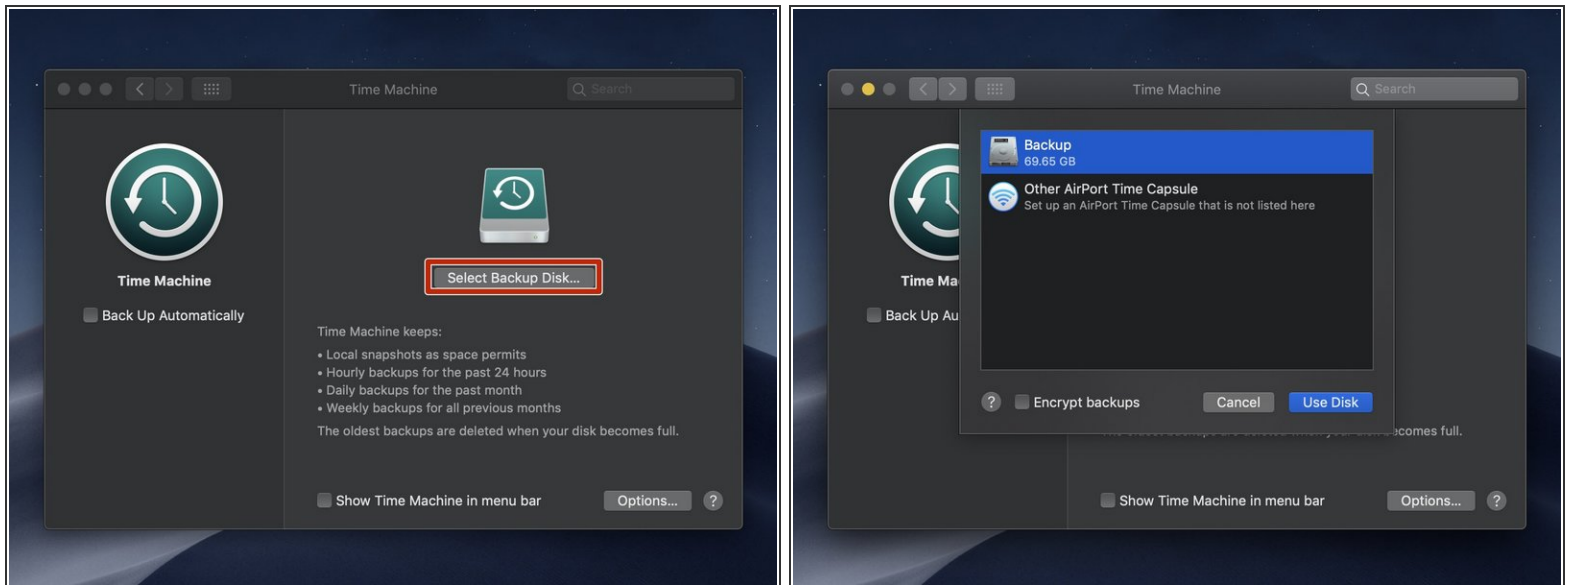 Time Machine
Search
Time Machine
Back Up Automatically
Select Backup Disk...
Time Machine keeps:
• Local snapshots as space permits
• Hourly backups for the past 24 hours
• Daily backups for the past month
• Weekly backups for all previous months
The oldest backups are deleted when your disk becomes full.
Show Time Machine in menu bar
Options...
?
Time Machine
Search
Time Ma
Back Up Au
Backup
69.65 GB
Other AirPort Time Capsule
Set up an AirPort Time Capsule that is not listed here
?
Encrypt backups
Cancel
Use Disk
ecomes full.
Show Time Machine in menu bar
Options...
?